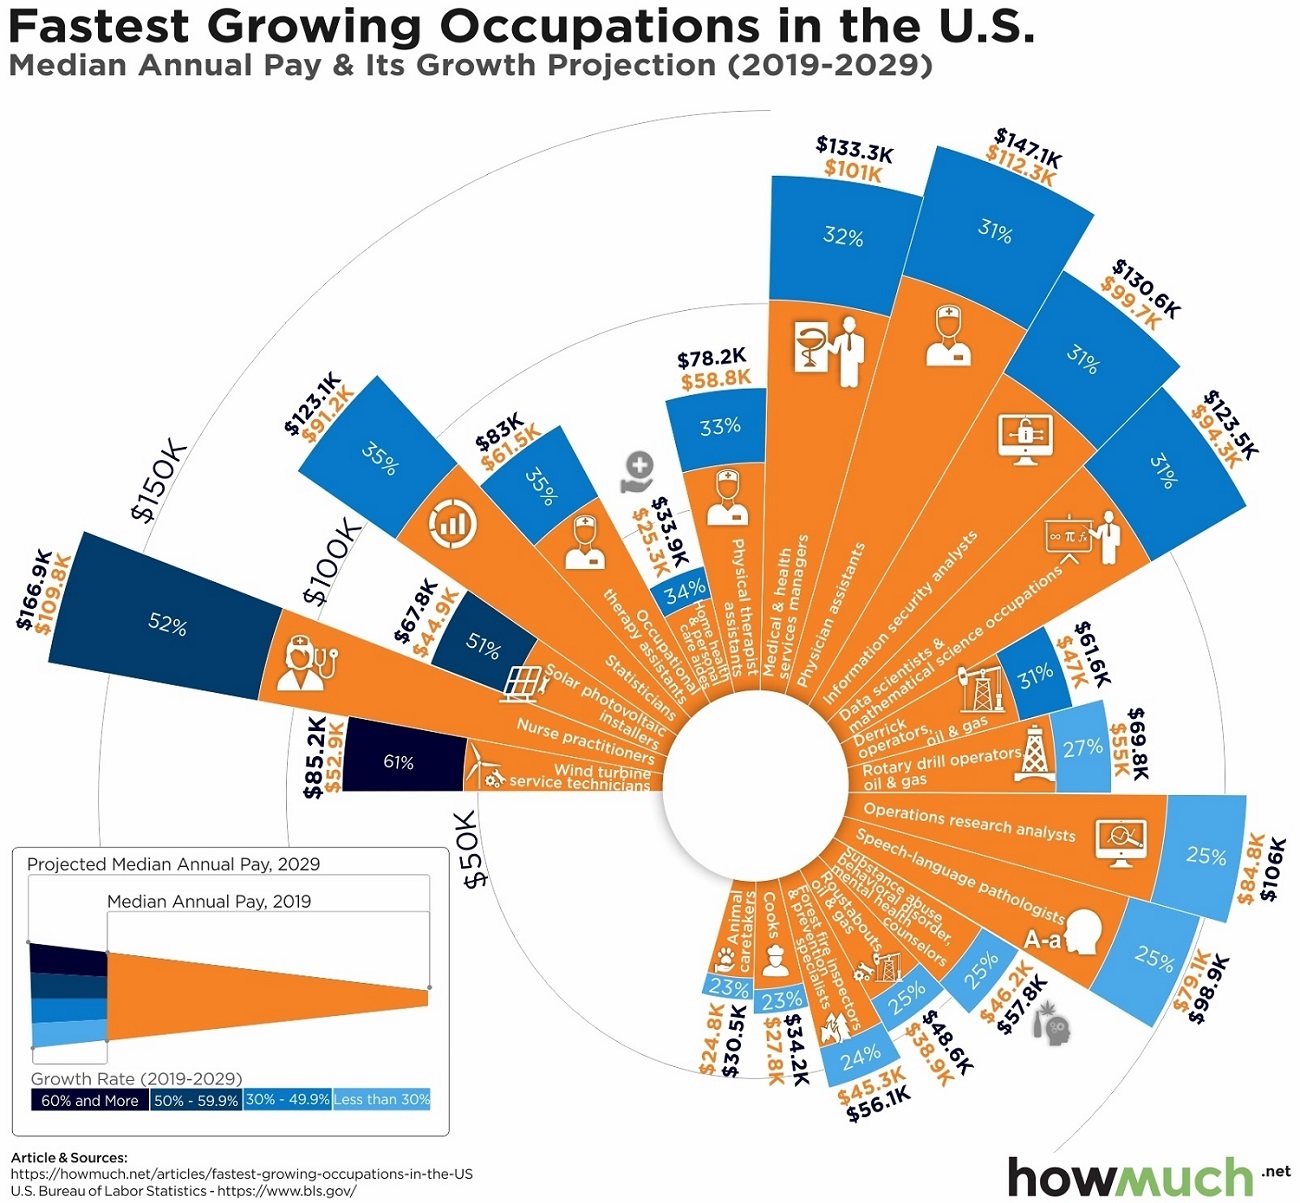 Fastest Growing Occupations in the U.S.
Median Annual Pay & Its Growth Projection (2019-2029)
$150K
$100K
$50K
$85.2K
$52.9K
61%
Wind turbine
service technicians
$166.9K
$109.8K
52%
Nurse practitioners
$67.8K
$44.9K
51%
Solar photovoltaic
installers
$123.1K
$91.2K
35%
Statisticians
$83K
$61.5K
35%
Occupational
therapy assistants
$33.9K
$25.3K
34%
Home health
& personal
care aides
$78.2K
$58.8K
33%
Physical therapist
assistants
$133.3K
$101K
32%
Medical & health
services managers
$147.1K
$112.3K
31%
Physician assistants
$130.6K
$99.7K
31%
Information security analysts
$123.5K
$94.3K
31%
Data scientists &
mathematical science occupations
∞ π fx
$61.6K
$47K
31%
Derrick
operators,
oil & gas
$69.8K
$55K
27%
Rotary drill operators
oil & gas
Operations research analysts
25%
$84.8K
$106K
Speech-language pathologists
A-a
25%
$79.1K
$98.9K
Substance abuse,
behavioral disorder,
mental health
counselors
25%
$46.2K
$57.8K
Roustabouts
oil & gas
25%
$48.6K
$38.9K
Forest fire inspectors
& prevention
specialists
24%
$45.3K
$56.1K
Cooks
23%
$34.2K
$27.8K
Animal
caretakers
23%
$24.8K
$30.5K
Projected Median Annual Pay, 2029
Median Annual Pay, 2019
Growth Rate (2019-2029)
60% and More 50% - 59.9% 30% - 49.9% Less than 30%
Article & Sources:
https://howmuch.net/articles/fastest-growing-occupations-in-the-US
U.S. Bureau of Labor Statistics - https://www.bls.gov/
howmuch.net